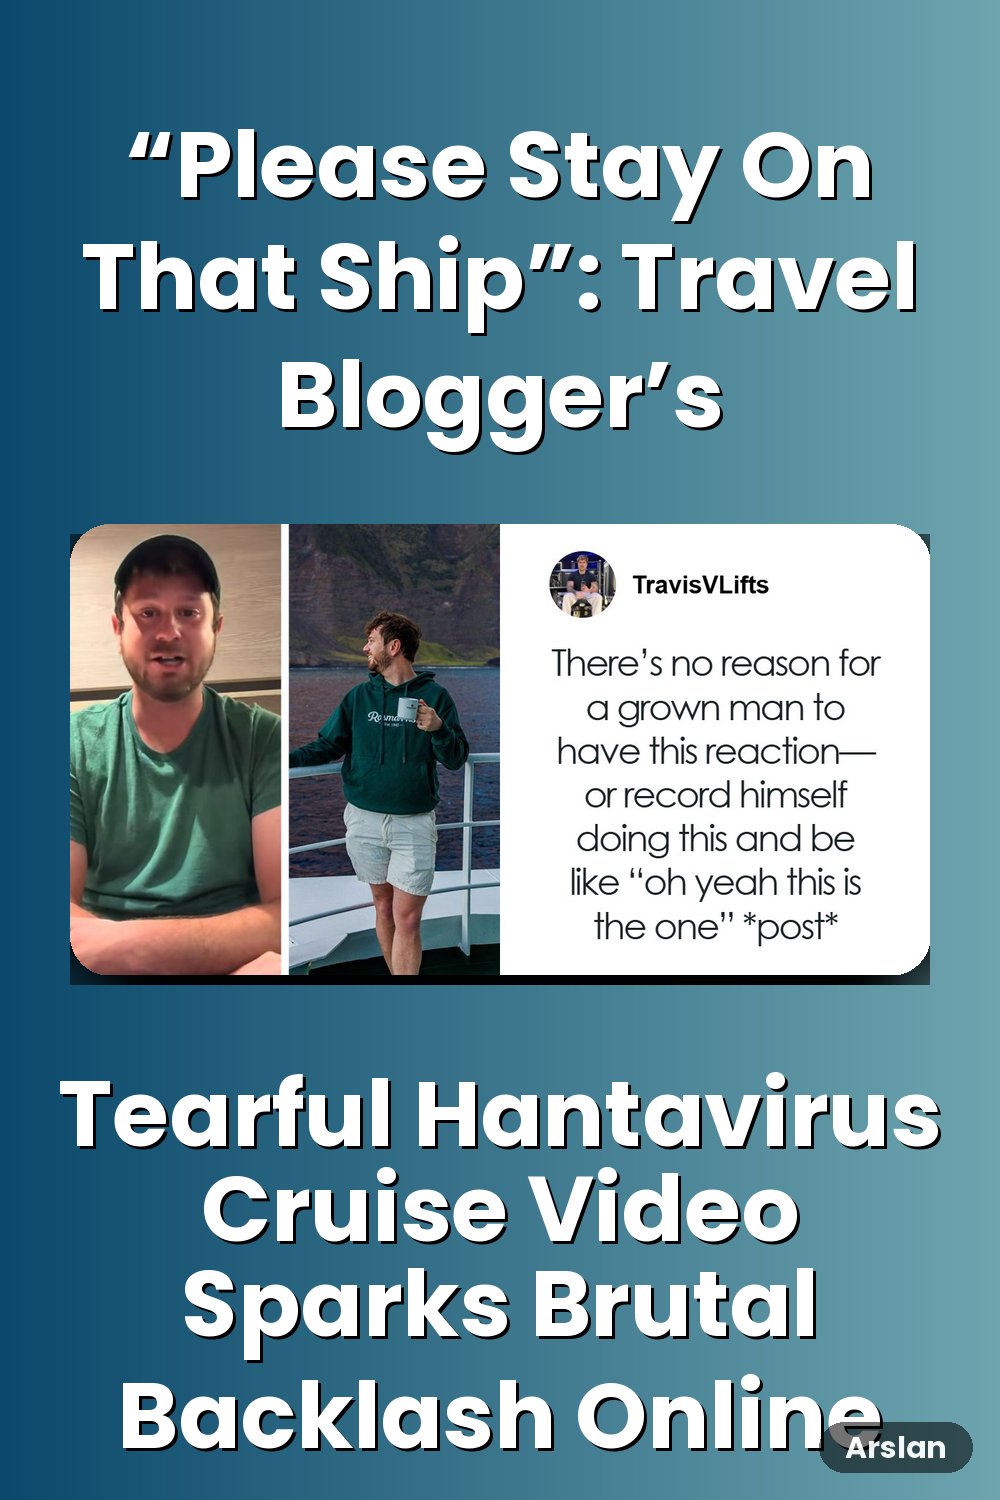 “Please Stay On
That Ship”: Travel
Blogger’s
TravisVLifts
There’s no reason for
a grown man to
have this reaction—
or record himself
doing this and be
like “oh yeah this is
the one” *post*
Tearful Hantavirus
Cruise Video
Sparks Brutal
Backlash Online
Arslan